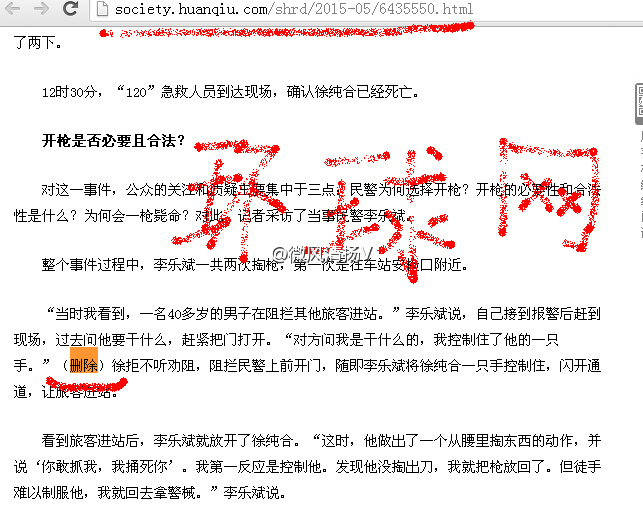 society.huanqiu.com/shrd/2015-05/6435550.html
了两下。
12时30分，“120”急救人员到达现场，确认徐纯合已经死亡。
开枪是否必要且合法？
环球网
对这一事件，公众的关注和质疑主要集中于三点：民警为何选择开枪？开枪的必要性和合法
性是什么？为何会一枪毙命？对此，记者采访了当事民警李乐斌。
@微风清扬V
整个事件过程中，李乐斌一共两次掏枪，第一次是在车站安检口附近。
“当时我看到，一名40多岁的男子在阻拦其他旅客进站。”李乐斌说，自己接到报警后赶到
现场，过去问他要干什么，赶紧把门打开。“对方问我是干什么的，我控制住了他的一只
手。”（删除）徐拒不听劝阻，阻拦民警上前开门，随即李乐斌将徐纯合一只手控制住，闪开通
道，让旅客进站。
看到旅客进站后，李乐斌就放开了徐纯合。“这时，他做出了一个从腰里掏东西的动作，并
说‘你敢抓我，我捅死你’。我第一反应是控制他。发现他没掏出刀，我就把枪放回了。但徒手
难以制服他，我就回去拿警械。”李乐斌说。